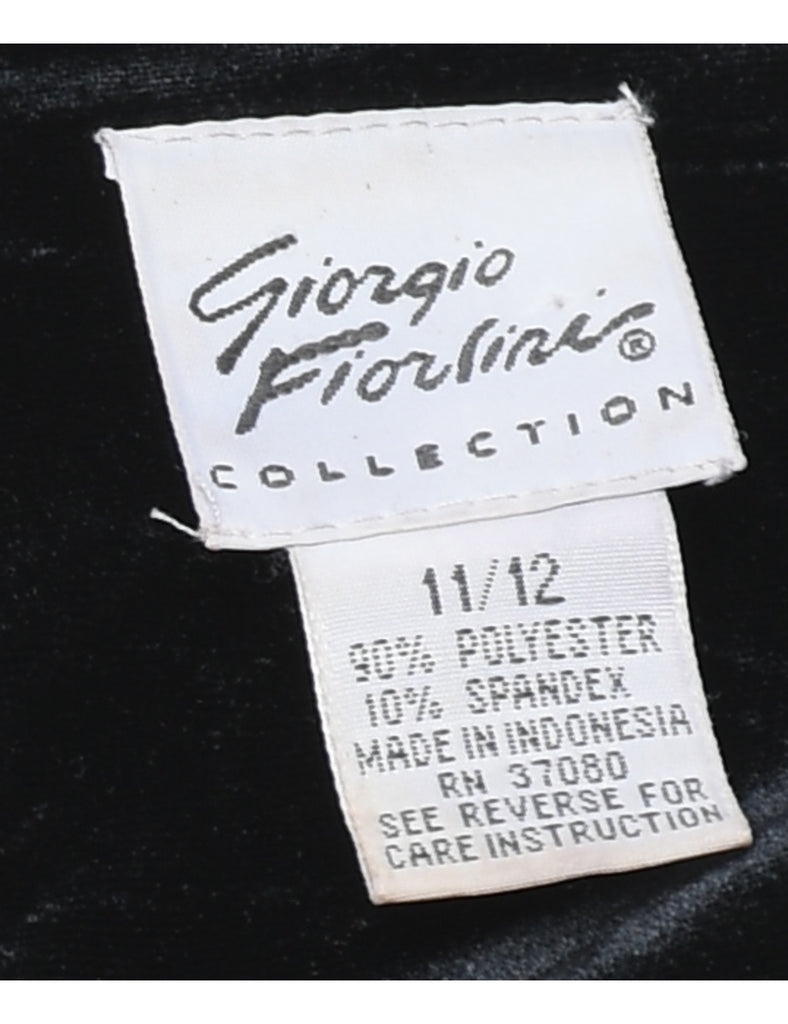 Giorgio
Fiorlini®
COLLECTION
11/12
90% POLYESTER
10% SPANDEX
MADE IN INDONESIA
RN 37080
SEE REVERSE FOR
CARE INSTRUCTION